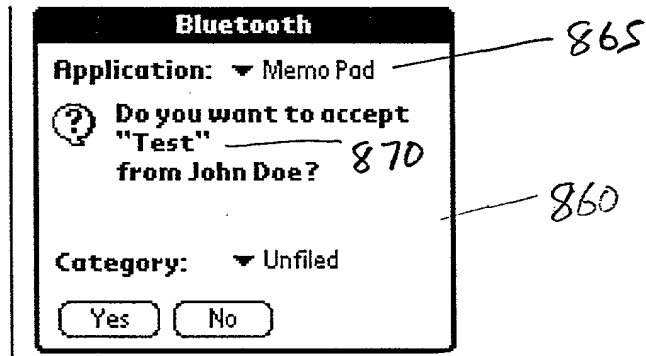 Bluetooth
Application: Memo Pad 865
Do you want to accept
"Test" 870
from John Doe?
860
Category: Unfiled
Yes No